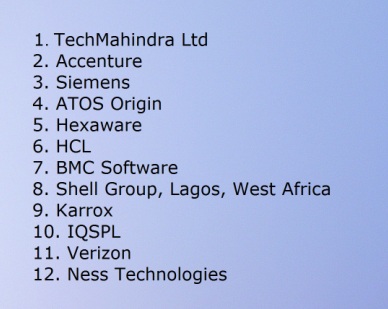 1. TechMahindra Ltd
2. Accenture
3. Siemens
4. ATOS Origin
5. Hexaware
6. HCL
7. BMC Software
8. Shell Group, Lagos, West Africa
9. Karrox
10. IQSPL
11. Verizon
12. Ness Technologies